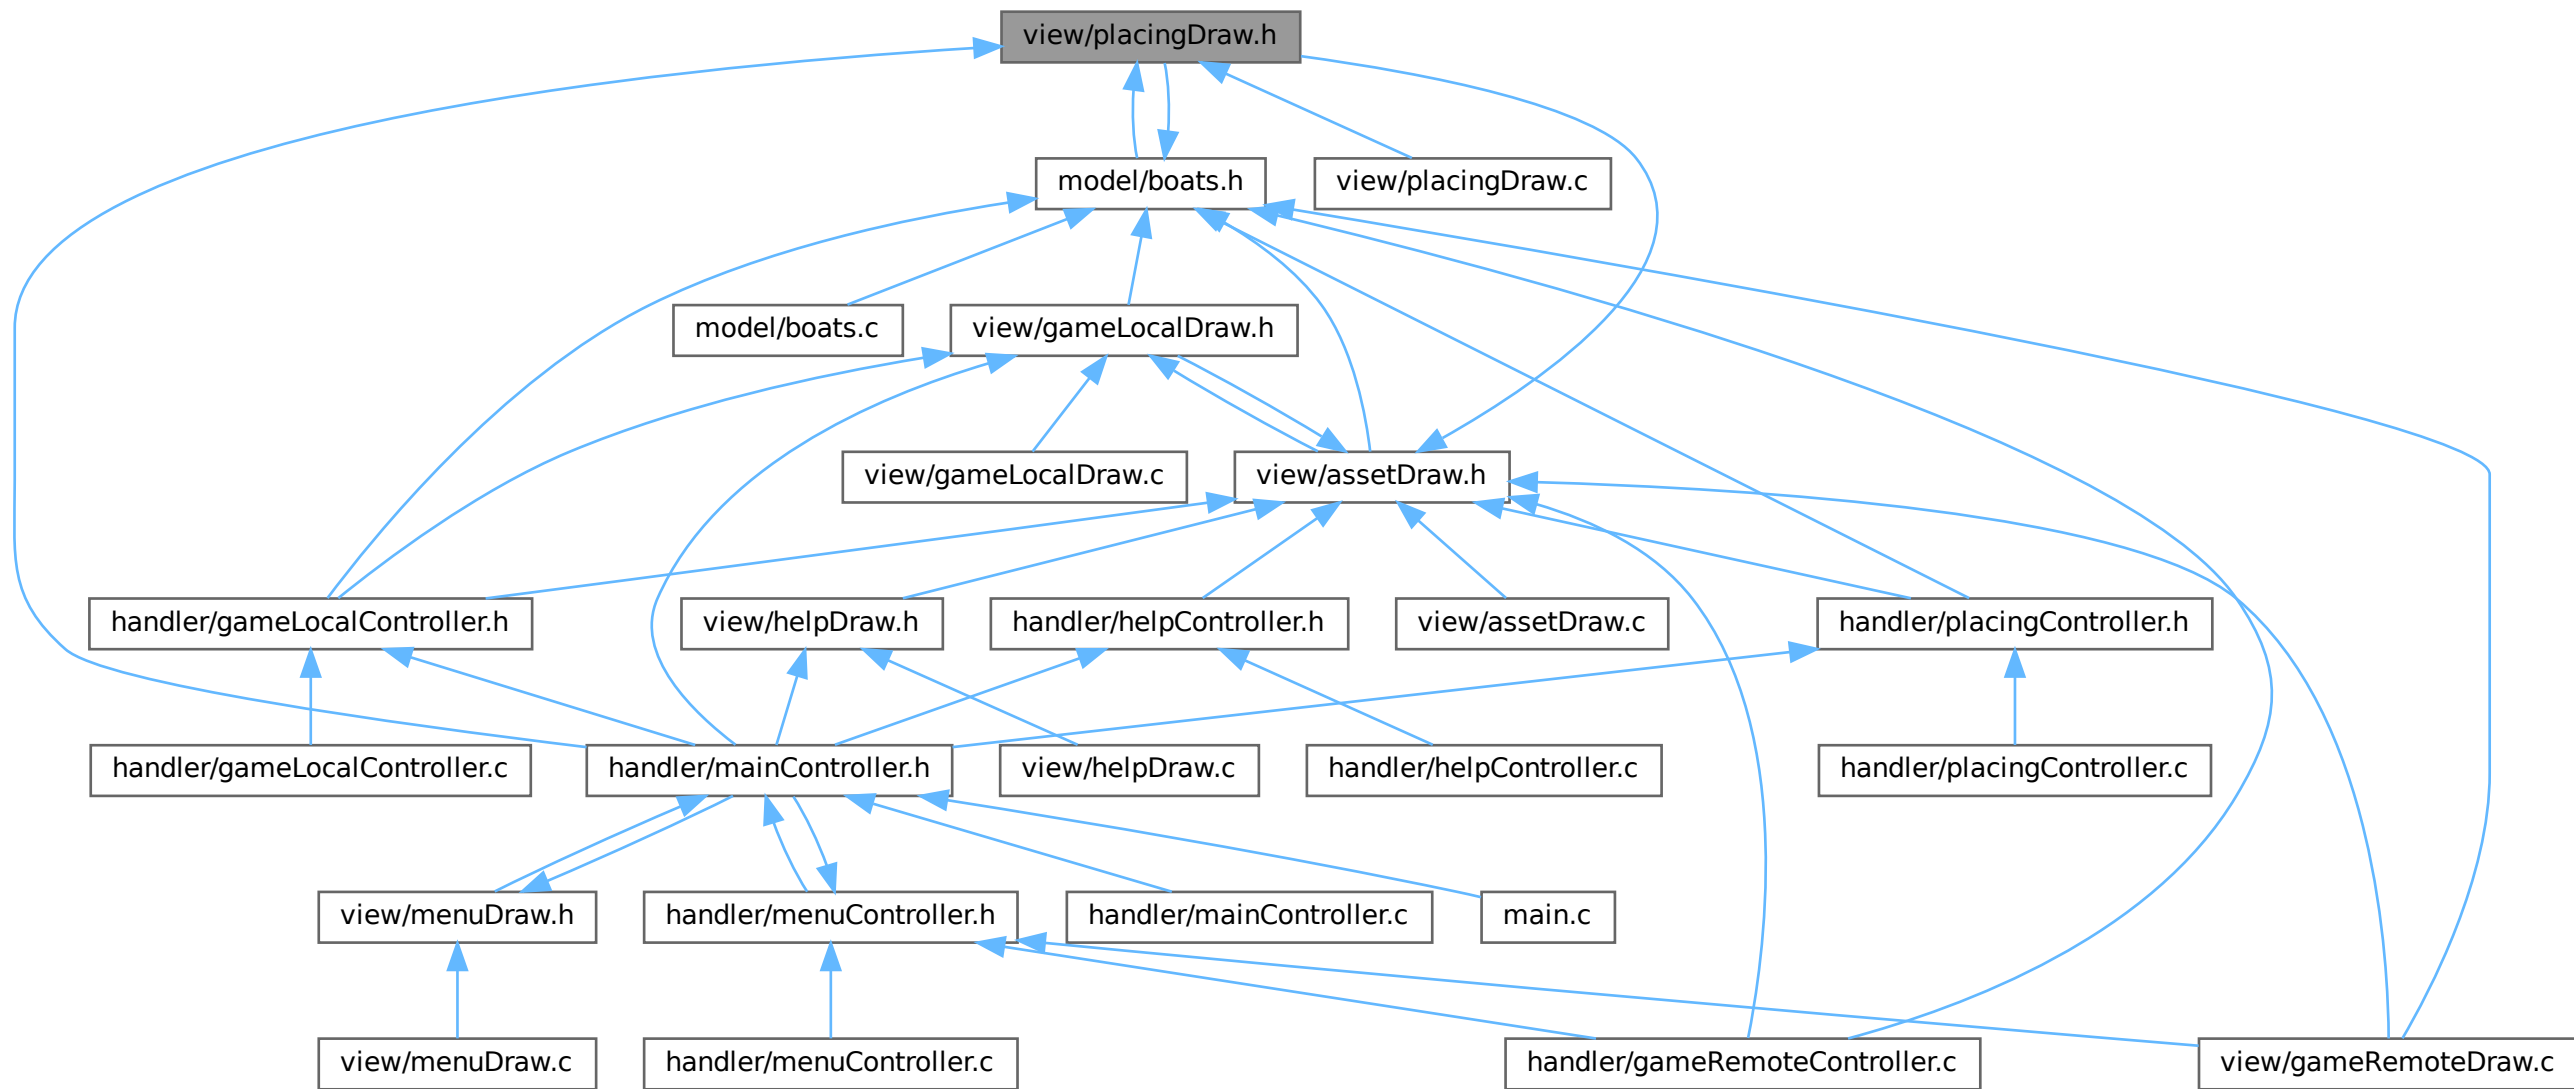 view/placingDraw.h
model/boats.h
view/placingDraw.c
model/boats.c
view/gameLocalDraw.h
view/gameLocalDraw.c
view/assetDraw.h
handler/gameLocalController.h
view/helpDraw.h
handler/helpController.h
view/assetDraw.c
handler/placingController.h
handler/gameLocalController.c
handler/mainController.h
view/helpDraw.c
handler/helpController.c
handler/placingController.c
view/menuDraw.h
handler/menuController.h
handler/mainController.c
main.c
view/menuDraw.c
handler/menuController.c
handler/gameRemoteController.c
view/gameRemoteDraw.c